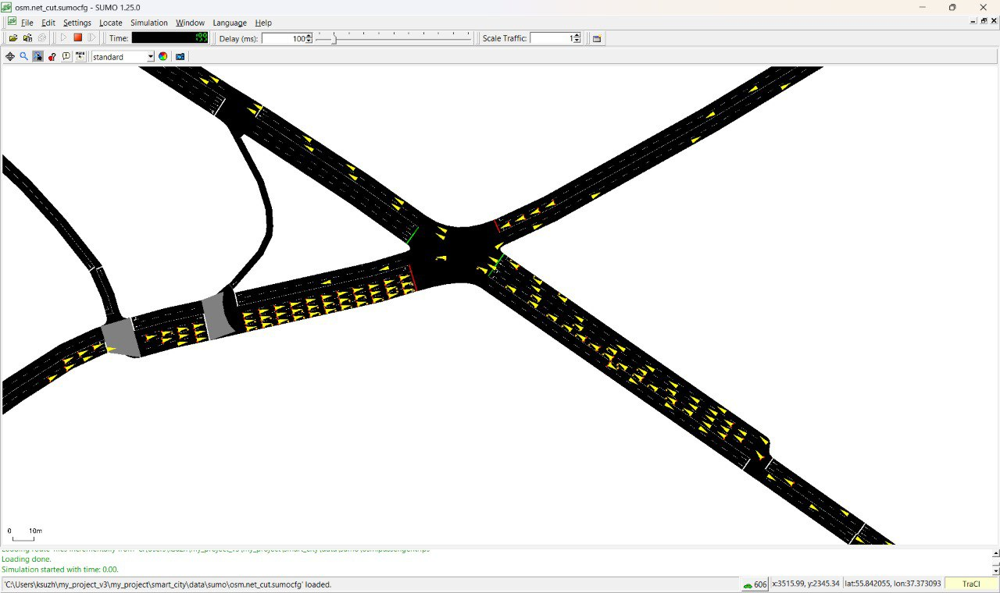 osm.net_cut.sumocfg - SUMO 1.25.0
File Edit Settings Locate Simulation Window Language Help
Time: Delay (ms): 100 Scale Traffic: 1
standard
0 10m
Loading done.
Simulation started with time: 0.00.
'C:\Users\ksuzh\my_project_v3\my_project\smart_city\data\sumo\osm.net_cut.sumocfg' loaded.
606 x:3515.99, y:2345.34 lat:55.842055, lon:37.373093 TraCI